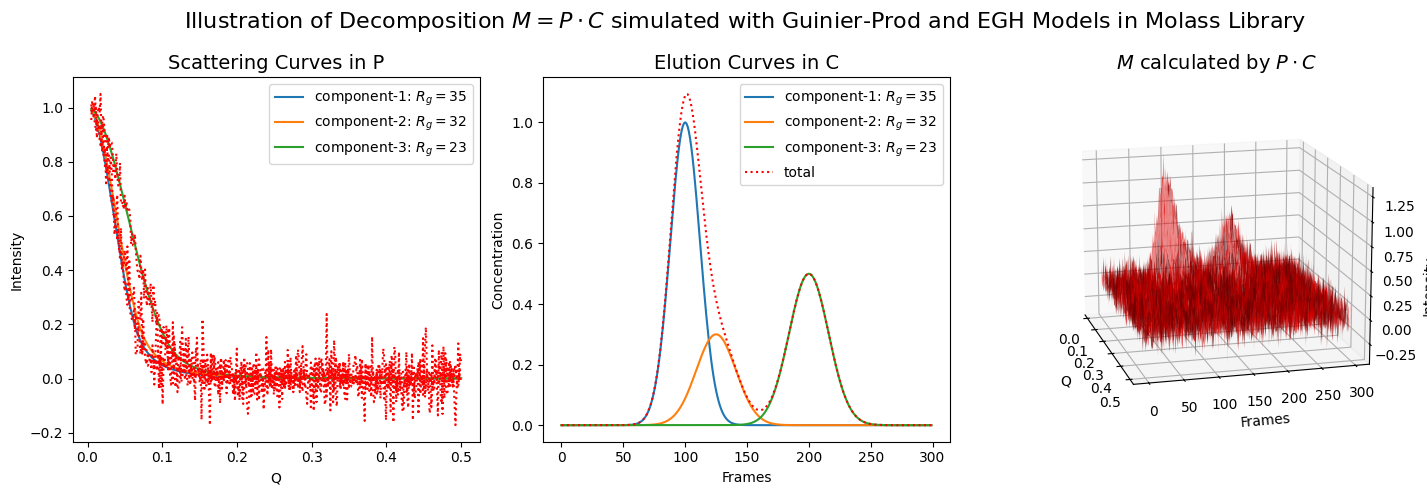 Illustration of Decomposition M = P · C simulated with Guinier-Prod and EGH Models in Molass Library
Scattering Curves in P
Intensity
1.0
0.8
0.6
0.4
0.2
0.0
−0.2
component-1: Rg = 35
component-2: Rg = 32
component-3: Rg = 23
0.0 0.1 0.2 0.3 0.4 0.5
Q
Elution Curves in C
Concentration
1.0
0.8
0.6
0.4
0.2
0.0
component-1: Rg = 35
component-2: Rg = 32
component-3: Rg = 23
total
0 50 100 150 200 250 300
Frames
M calculated by P · C
1.25
1.00
0.75
0.50
0.25
0.00
−0.25
0.0
0.1
0.2
0.3
0.4
0.5
Q
0 50 100 150 200 250 300
Frames